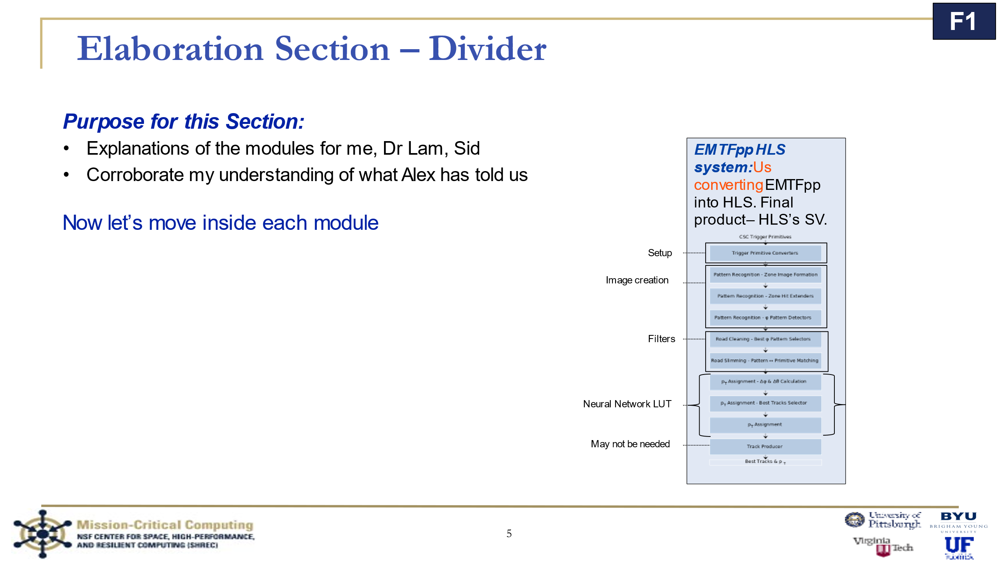 F1
Elaboration Section – Divider
Purpose for this Section:
• Explanations of the modules for me, Dr Lam, Sid
• Corroborate my understanding of what Alex has told us
Now let’s move inside each module
EMTFpp HLS
system: Us
converting EMTFpp
into HLS. Final
product– HLS’s SV.
CSC Trigger Primitives
Setup
Trigger Primitive Converters
Image creation
Pattern Recognition - Zone Image Formation
Pattern Recognition - Zone Hit Extenders
Pattern Recognition - φ Pattern Detectors
Filters
Road Cleaning - Best φ Pattern Selectors
Road Slimming - Pattern ↔ Primitive Matching
Neural Network LUT
pT Assignment - Δφ & Δθ Calculation
pT Assignment - Best Tracks Selector
pT Assignment
May not be needed
Track Producer
Best Tracks & pT
Mission-Critical Computing
NSF CENTER FOR SPACE, HIGH-PERFORMANCE,
AND RESILIENT COMPUTING (SHREC)
5
University of
Pittsburgh
BYU
BRIGHAM YOUNG
UNIVERSITY
Virginia
Tech
UF
FLORIDA